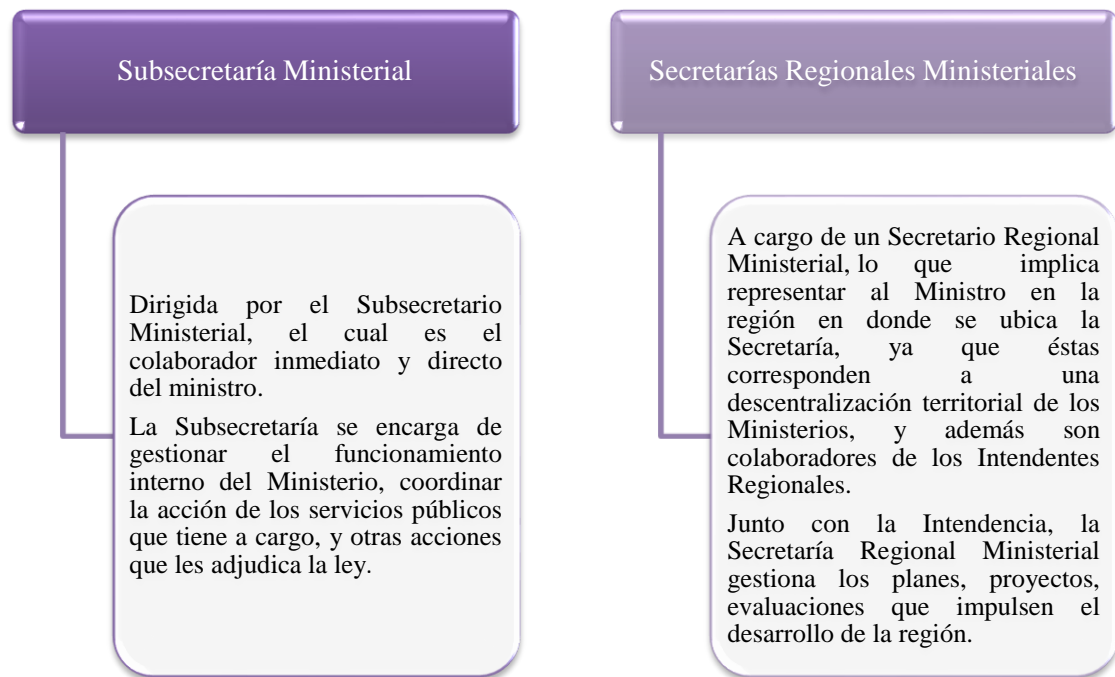 Subsecretaría Ministerial
Dirigida por el Subsecretario
Ministerial, el cual es el
colaborador inmediato y directo
del ministro.
La Subsecretaría se encarga de
gestionar el funcionamiento
interno del Ministerio, coordinar
la acción de los servicios públicos
que tiene a cargo, y otras acciones
que les adjudica la ley.
Secretarías Regionales Ministeriales
A cargo de un Secretario Regional
Ministerial, lo que implica
representar al Ministro en la
región en donde se ubica la
Secretaría, ya que éstas
corresponden a una
descentralización territorial de los
Ministerios, y además son
colaboradores de los Intendentes
Regionales.
Junto con la Intendencia, la
Secretaría Regional Ministerial
gestiona los planes, proyectos,
evaluaciones que impulsen el
desarrollo de la región.